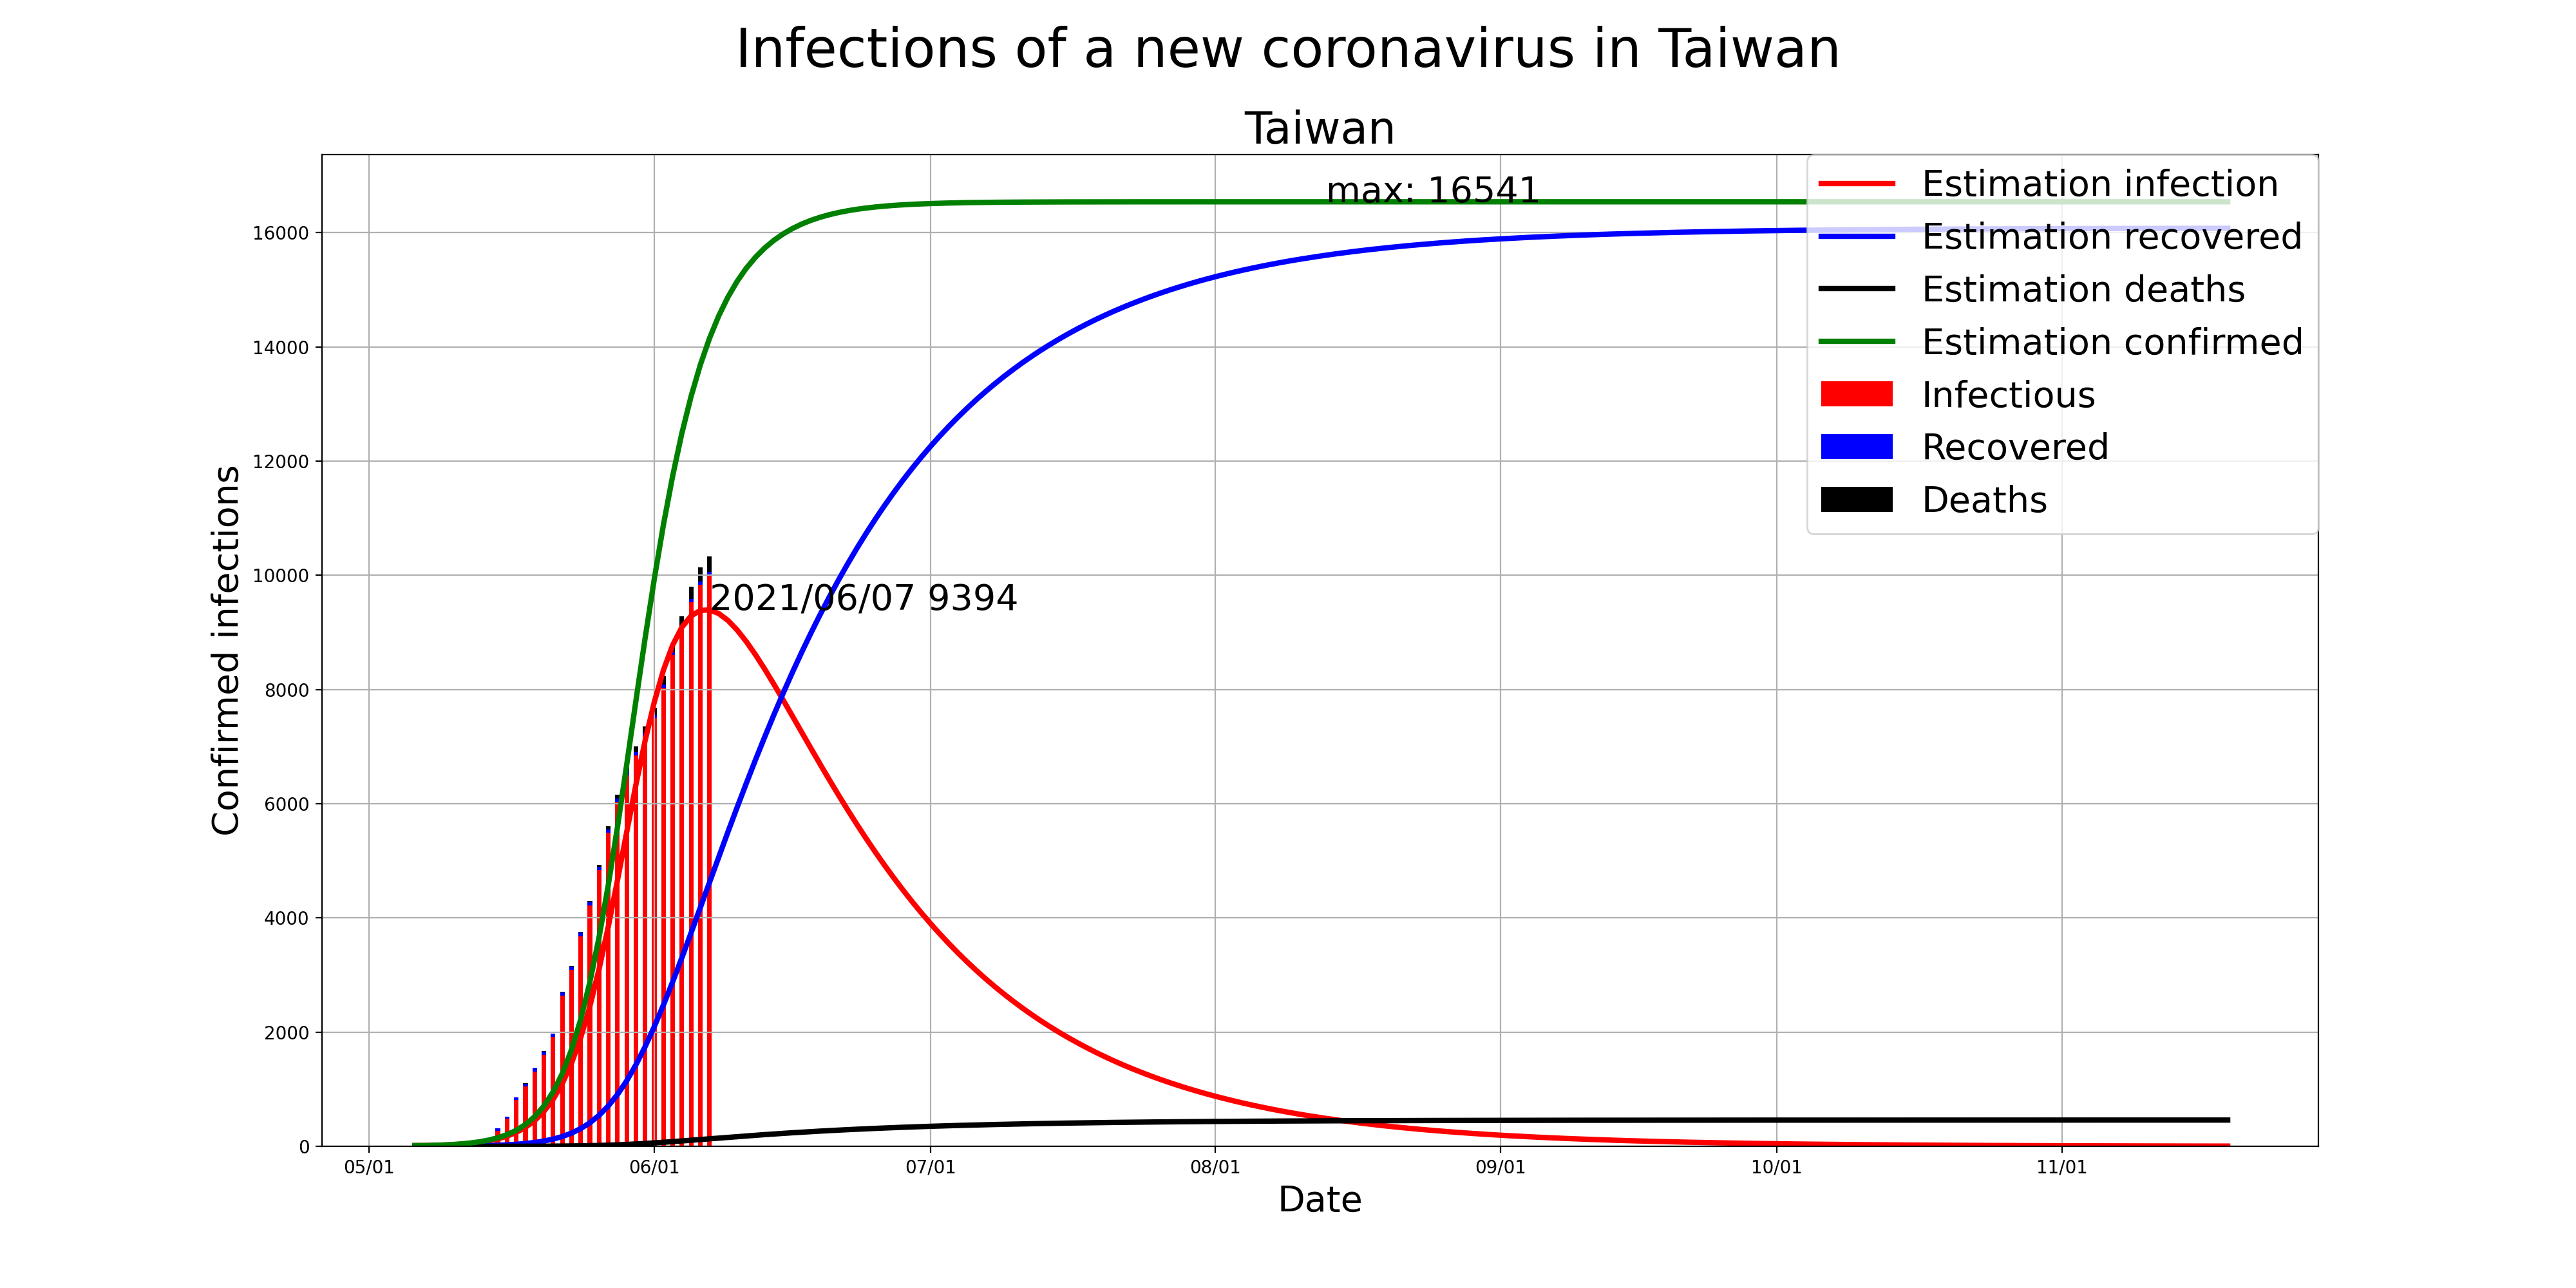 Infections of a new coronavirus in Taiwan
Taiwan
max: 16541
Estimation infection
Estimation recovered
Estimation deaths
Estimation confirmed
Infectious
Recovered
Deaths
2021/06/07 9394
Confirmed infections
16000
14000
12000
10000
8000
6000
4000
2000
0
05/01 06/01 07/01 08/01 09/01 10/01 11/01
Date